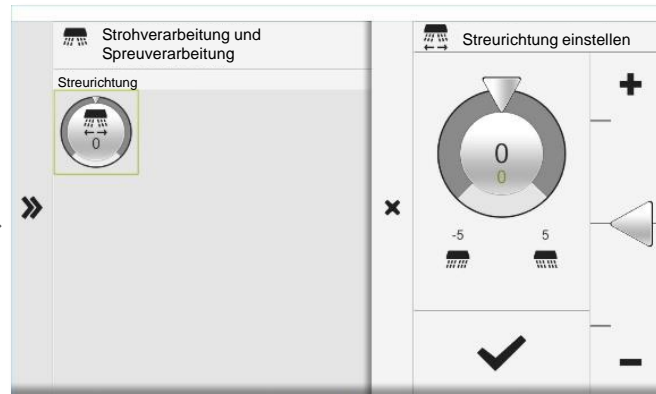 Strohverarbeitung und
Spreuverarbeitung
Streurichtung
0
Streurichtung einstellen
0
0
-5 5